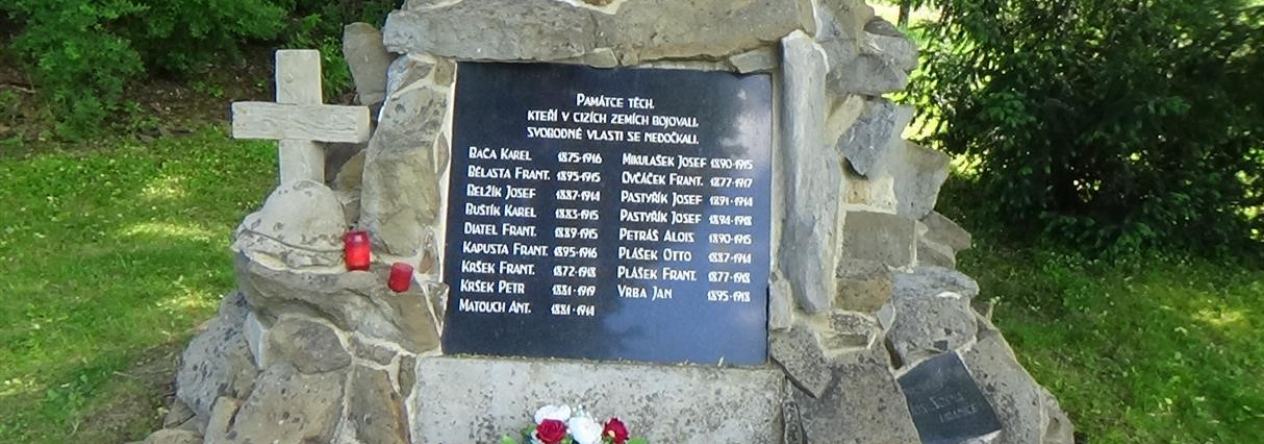 PAMÁTCE TĚCH,
KTEŘÍ V CIZÍCH ZEMÍCH BOJOVALI,
SVOBODNÉ VLASTI SE NEDOČKALI.
BAČA KAREL 1875-1916
BĚLASTA FRANT. 1895-1915
BELŽÍK JOSEF 1887-1914
BUŠTÍK KAREL 1883-1915
DIATEL FRANT. 1889-1915
KAPUSTA FRANT. 1895-1916
KRŠEK FRANT. 1872-1918
KRŠEK PETR 1881-1919
MATOUCH ANT. 1881-1914
MIKULAŠEK JOSEF 1890-1915
OVČÁČEK FRANT. 1877-1917
PASTYŘÍK JOSEF 1891-1914
PASTYŘÍK JOSEF 1894-1918
PETRÁŠ ALOIS 1890-1915
PLÁŠEK OTTO 1887-1914
PLÁŠEK FRANT. 1877-1918
VRBA JAN 1895-1918